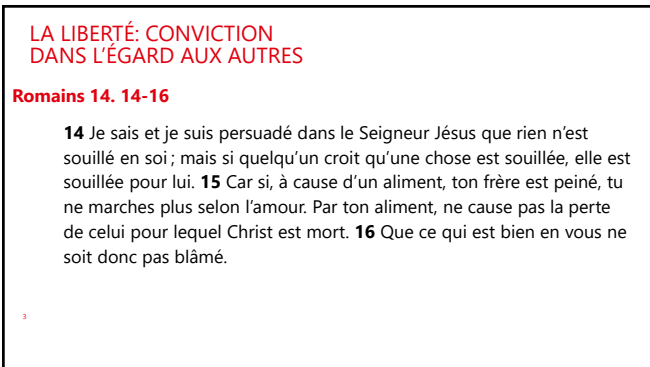 LA LIBERTÉ: CONVICTION
DANS L'ÉGARD AUX AUTRES
Romains 14. 14-16
14 Je sais et je suis persuadé dans le Seigneur Jésus que rien n'est
souillé en soi ; mais si quelqu'un croit qu'une chose est souillée, elle est
souillée pour lui. 15 Car si, à cause d'un aliment, ton frère est peiné, tu
ne marches plus selon l'amour. Par ton aliment, ne cause pas la perte
de celui pour lequel Christ est mort. 16 Que ce qui est bien en vous ne
soit donc pas blâmé.
3